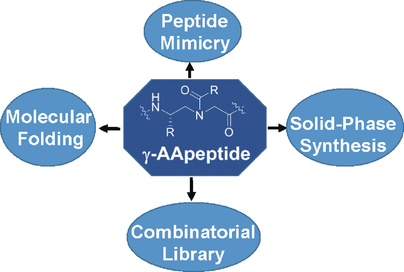 Peptide
Mimicry
Molecular
Folding
O
R
H
N
N
R
O
γ-AApeptide
Solid-Phase
Synthesis
Combinatorial
Library